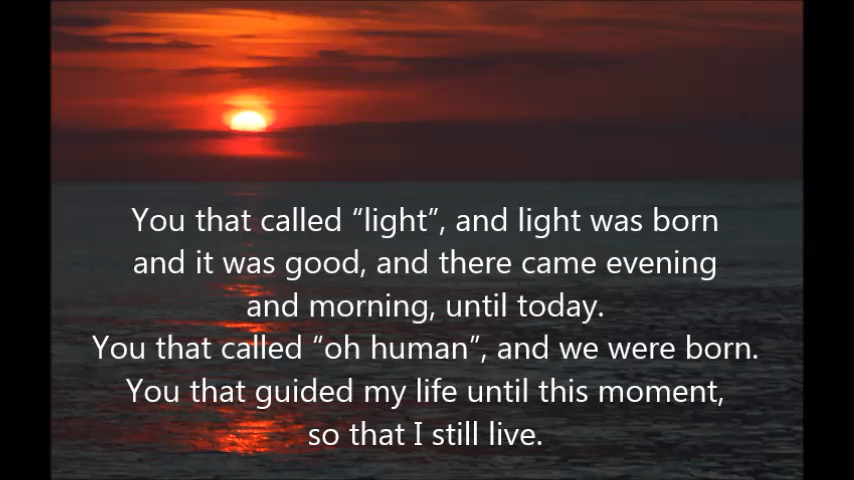 You that called “light”, and light was born
and it was good, and there came evening
and morning, until today.
You that called “oh human”, and we were born.
You that guided my life until this moment,
so that I still live.